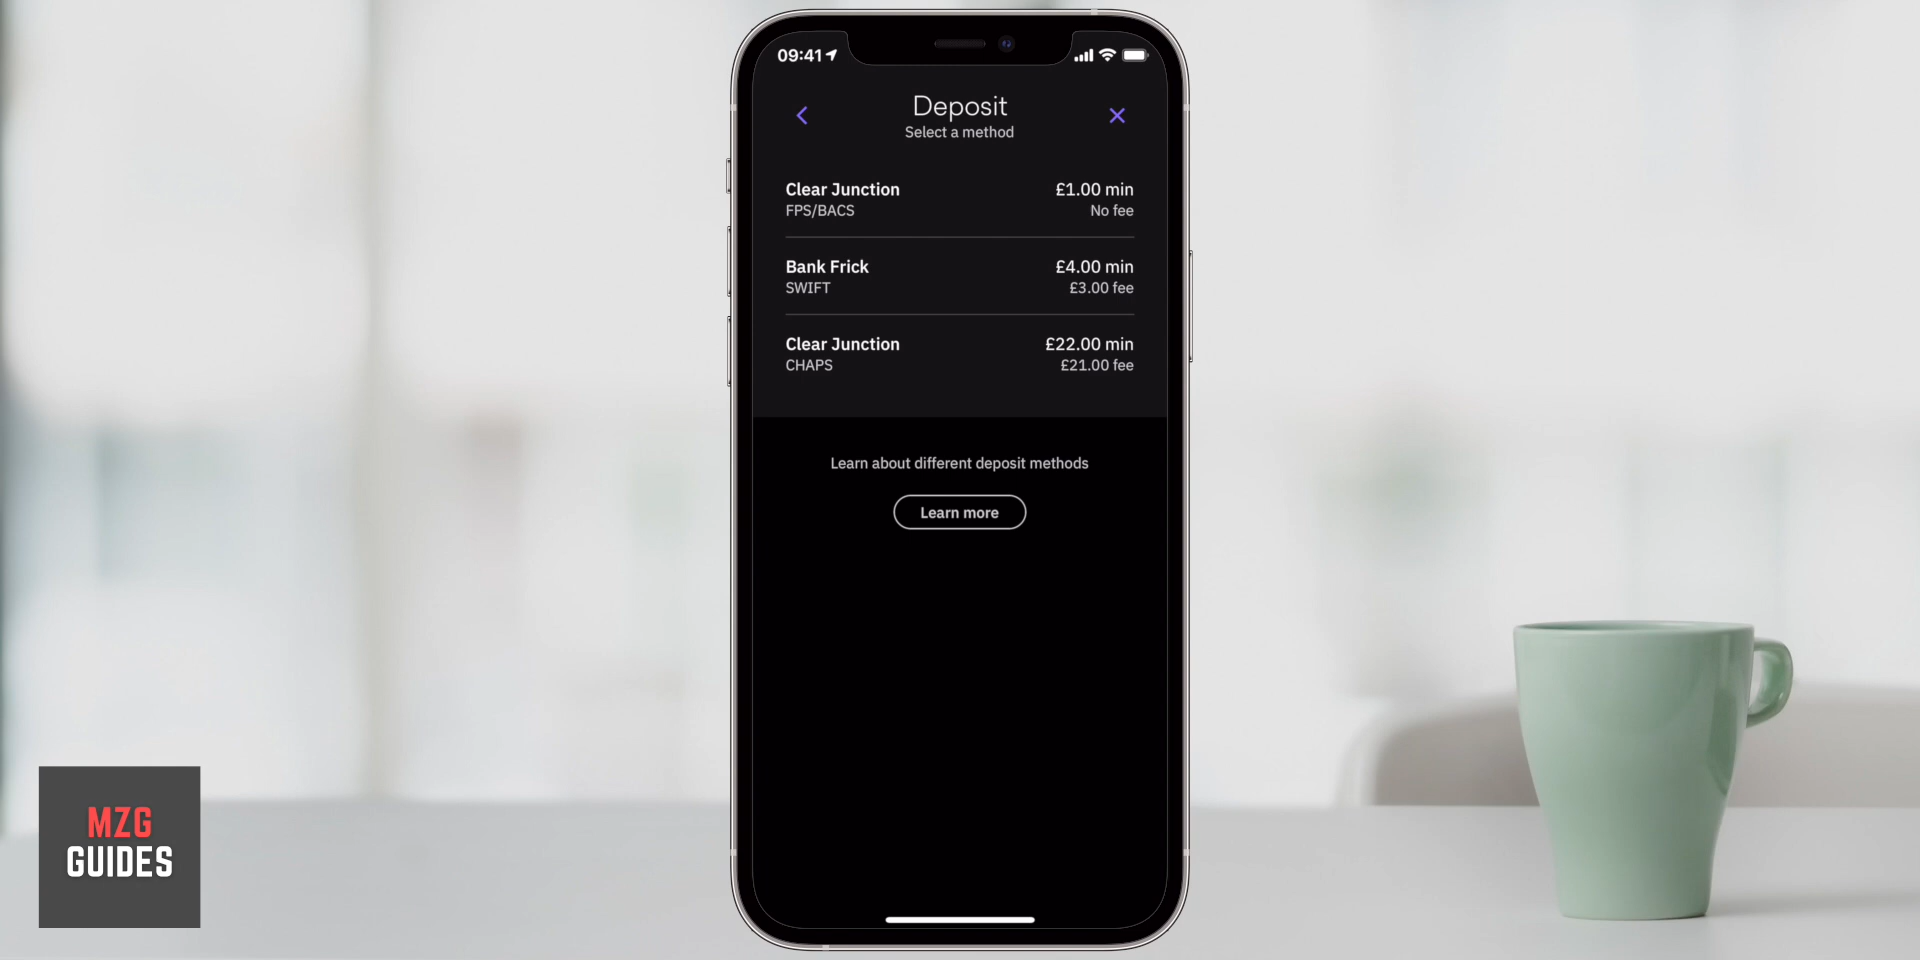 09:41
Deposit
Select a method
Clear Junction £1.00 min
FPS/BACS No fee
Bank Frick £4.00 min
SWIFT £3.00 fee
Clear Junction £22.00 min
CHAPS £21.00 fee
Learn about different deposit methods
Learn more
MZG
GUIDES